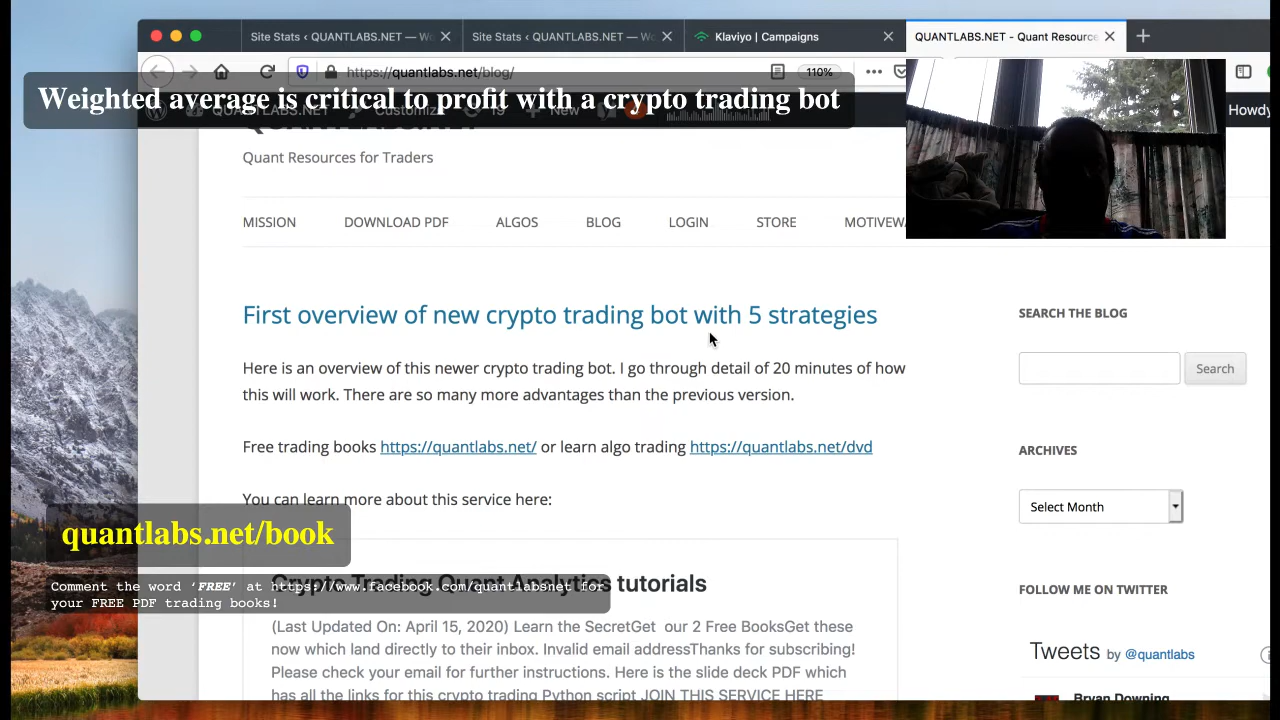 Site Stats ‹ QUANTLABS.NET — Wo
Site Stats ‹ QUANTLABS.NET — Wo
Klaviyo | Campaigns
QUANTLABS.NET - Quant Resource
https://quantlabs.net/blog/
110%
Weighted average is critical to profit with a crypto trading bot
QUANTLABS.NET
Customize
19
New
Howdy
Quant Resources for Traders
MISSION
DOWNLOAD PDF
ALGOS
BLOG
LOGIN
STORE
MOTIVEWA
First overview of new crypto trading bot with 5 strategies
SEARCH THE BLOG
Here is an overview of this newer crypto trading bot. I go through detail of 20 minutes of how
this will work. There are so many more advantages than the previous version.
Search
Free trading books https://quantlabs.net/ or learn algo trading https://quantlabs.net/dvd
ARCHIVES
You can learn more about this service here:
Select Month
quantlabs.net/book
Crypto Trading Quant Analytics tutorials
Comment the word ‘FREE’ at https://www.facebook.com/quantlabsnet for
your FREE PDF trading books!
FOLLOW ME ON TWITTER
(Last Updated On: April 15, 2020) Learn the SecretGet our 2 Free BooksGet these
now which land directly to their inbox. Invalid email addressThanks for subscribing!
Please check your email for further instructions. Here is the slide deck PDF which
has all the links for this crypto trading Python script JOIN THIS SERVICE HERE
Tweets by @quantlabs
Bryan Downing